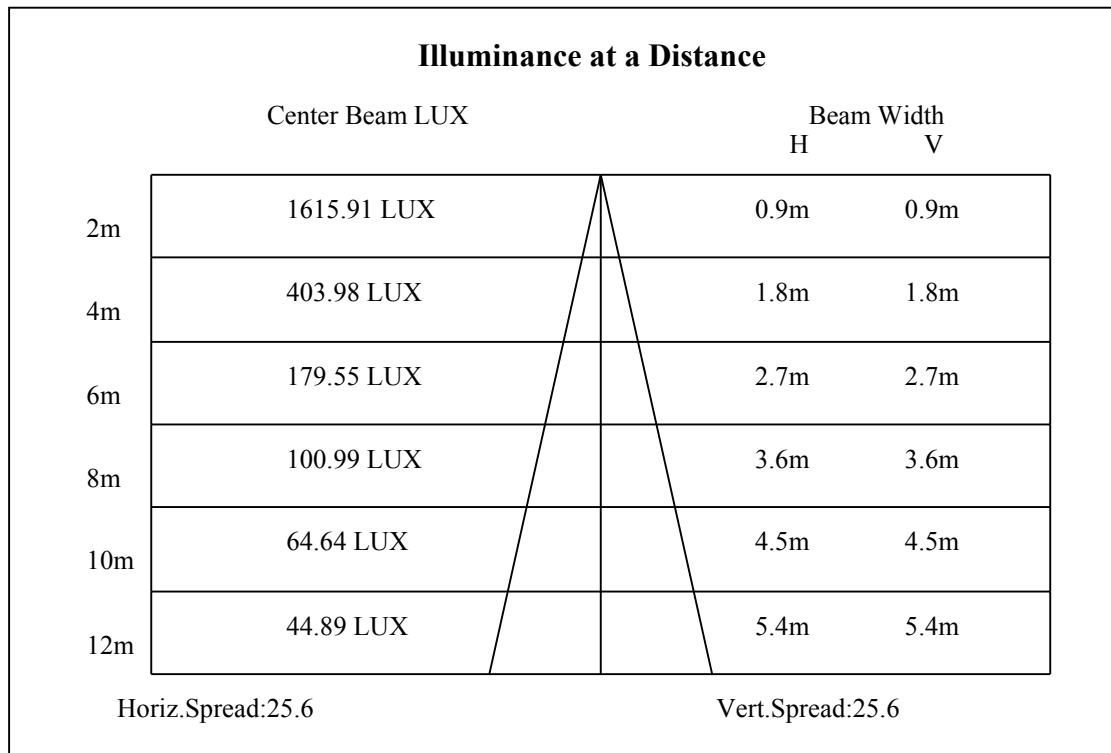 Illuminance at a Distance
Center Beam LUX Beam Width
H V
2m 1615.91 LUX 0.9m 0.9m
4m 403.98 LUX 1.8m 1.8m
6m 179.55 LUX 2.7m 2.7m
8m 100.99 LUX 3.6m 3.6m
10m 64.64 LUX 4.5m 4.5m
12m 44.89 LUX 5.4m 5.4m
Horiz.Spread:25.6 Vert.Spread:25.6